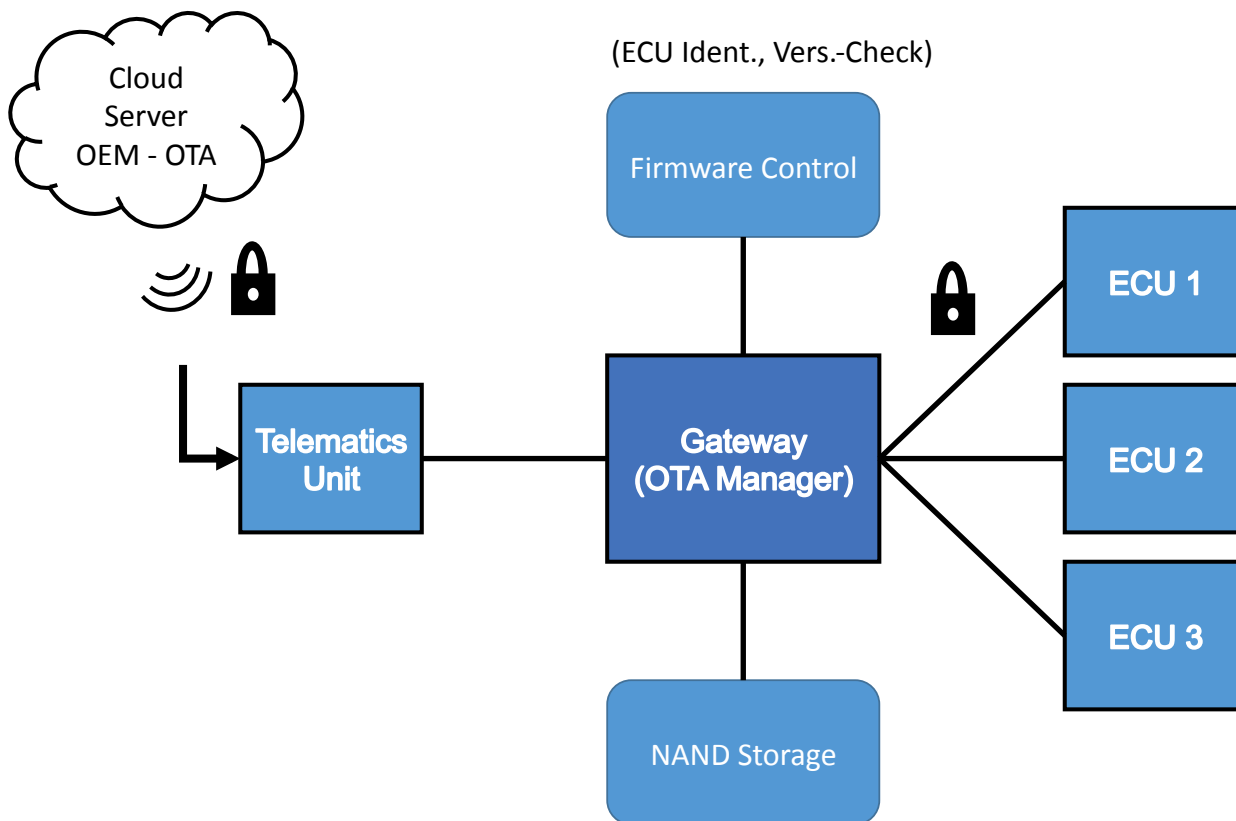 Cloud
Server
OEM - OTA
(ECU Ident., Vers.-Check)
Firmware Control
ECU 1
Telematics
Unit
Gateway
(OTA Manager)
ECU 2
ECU 3
NAND Storage